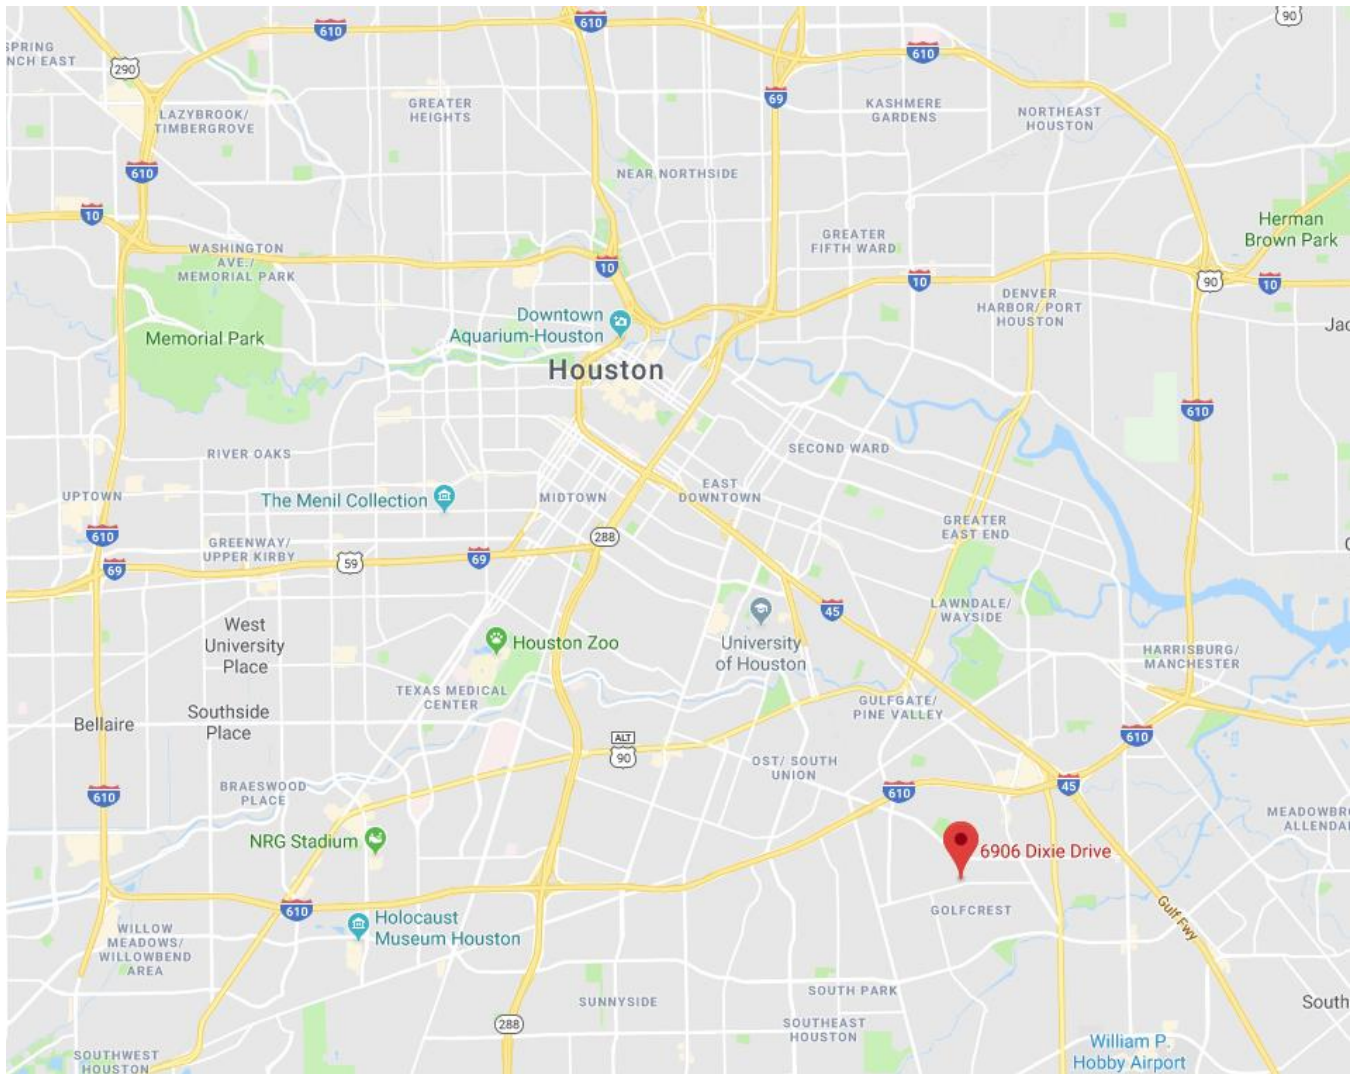 90
610
610
SPRING
NCH EAST
610
290
69
GREATER
HEIGHTS
KASHMERE
GARDENS
NORTHEAST
HOUSTON
LAZYBROOK/
TIMBERGROVE
610
NEAR NORTHSIDE
10
Herman
Brown Park
GREATER
FIFTH WARD
WASHINGTON
AVE./
MEMORIAL PARK
10
10
90
10
DENVER
HARBOR/ PORT
HOUSTON
Downtown
Aquarium-Houston
Jac
Memorial Park
Houston
610
SECOND WARD
RIVER OAKS
UPTOWN
The Menil Collection
MIDTOWN
EAST
DOWNTOWN
610
GREENWAY/
UPPER KIRBY
288
GREATER
EAST END
69
59
69
45
LAWNDALE/
WAYSIDE
West
University
Place
Houston Zoo
University
of Houston
HARRISBURG/
MANCHESTER
TEXAS MEDICAL
CENTER
GULFGATE/
PINE VALLEY
Bellaire
Southside
Place
610
ALT
90
OST/ SOUTH
UNION
610
BRAESWOOD
PLACE
610
45
MEADOWBR
ALLENDA
NRG Stadium
6906 Dixie Drive
610
Holocaust
Museum Houston
GOLFCREST
Gulf Fwy
WILLOW
MEADOWS/
WILLOWBEND
AREA
SUNNYSIDE
SOUTH PARK
South
288
SOUTHEAST
HOUSTON
William P.
Hobby Airport
SOUTHWEST
HOUSTON